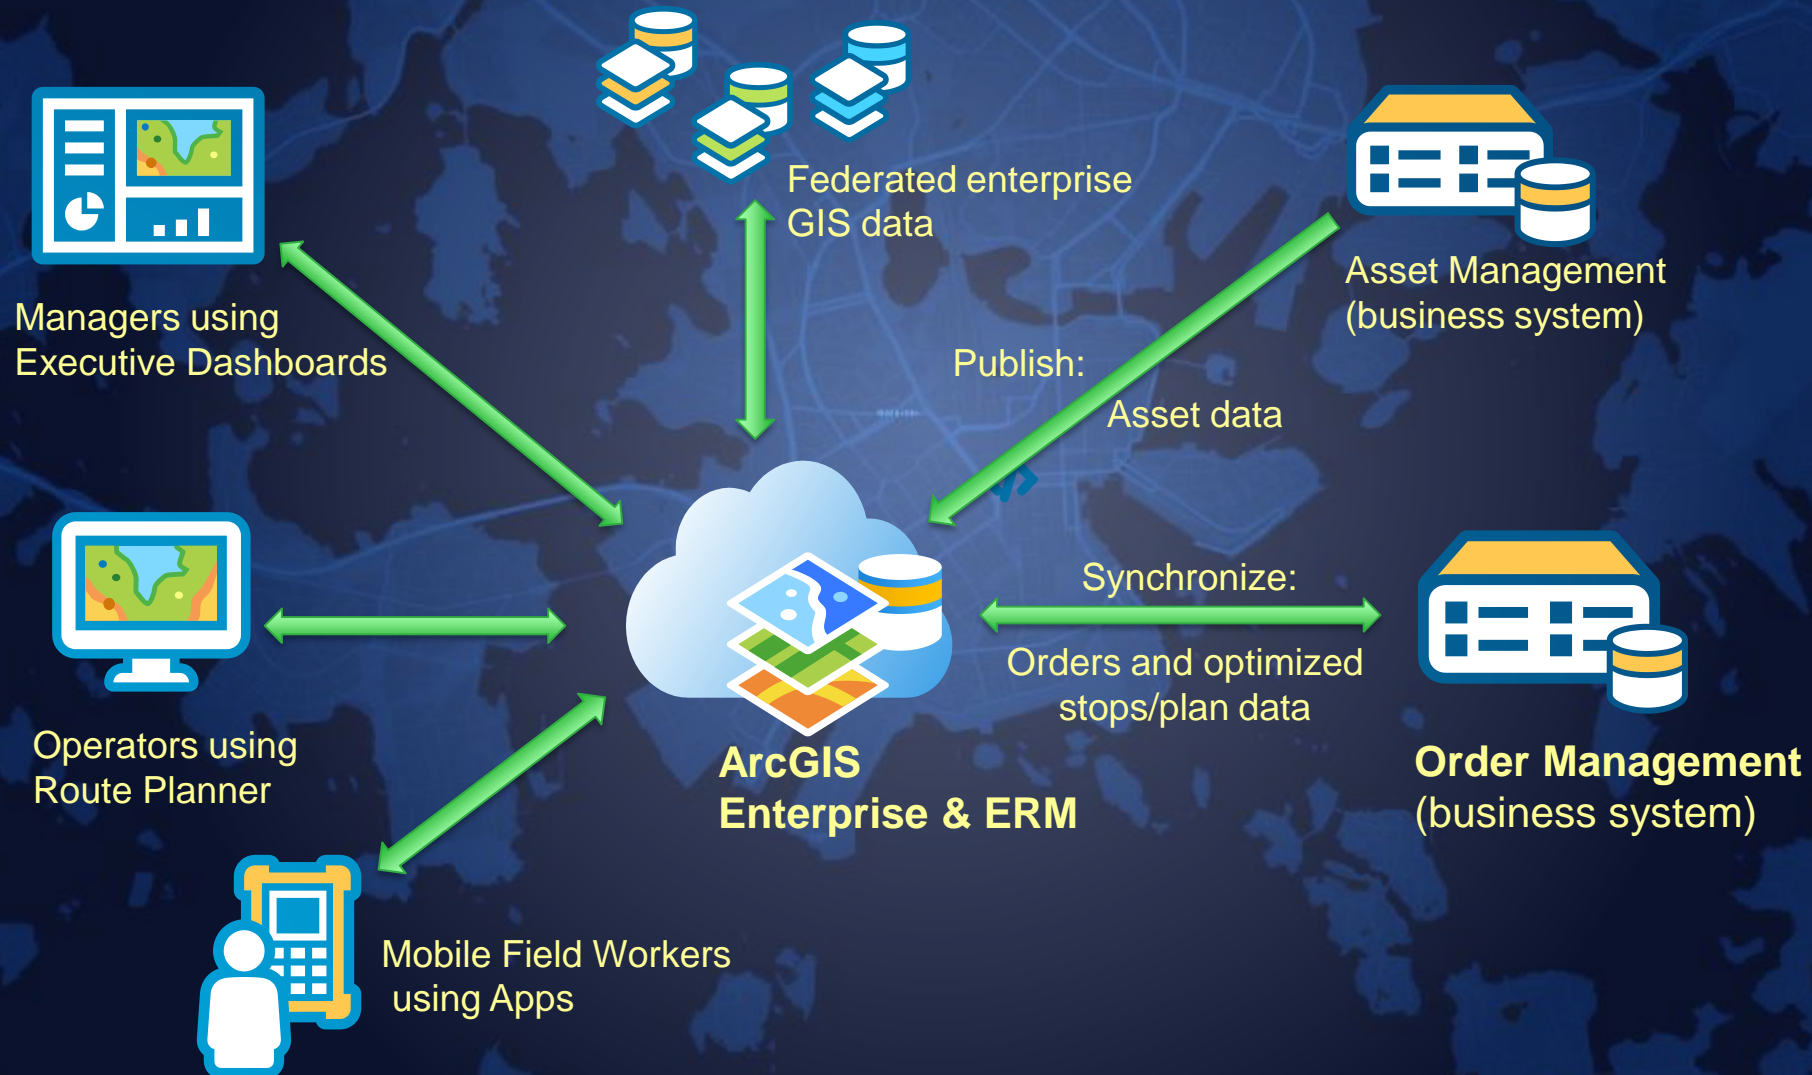 Federated enterprise
GIS data
Managers using
Executive Dashboards
Asset Management
(business system)
Publish:
Asset data
Synchronize:
Orders and optimized
stops/plan data
Operators using
Route Planner
ArcGIS
Enterprise & ERM
Order Management
(business system)
Mobile Field Workers
using Apps